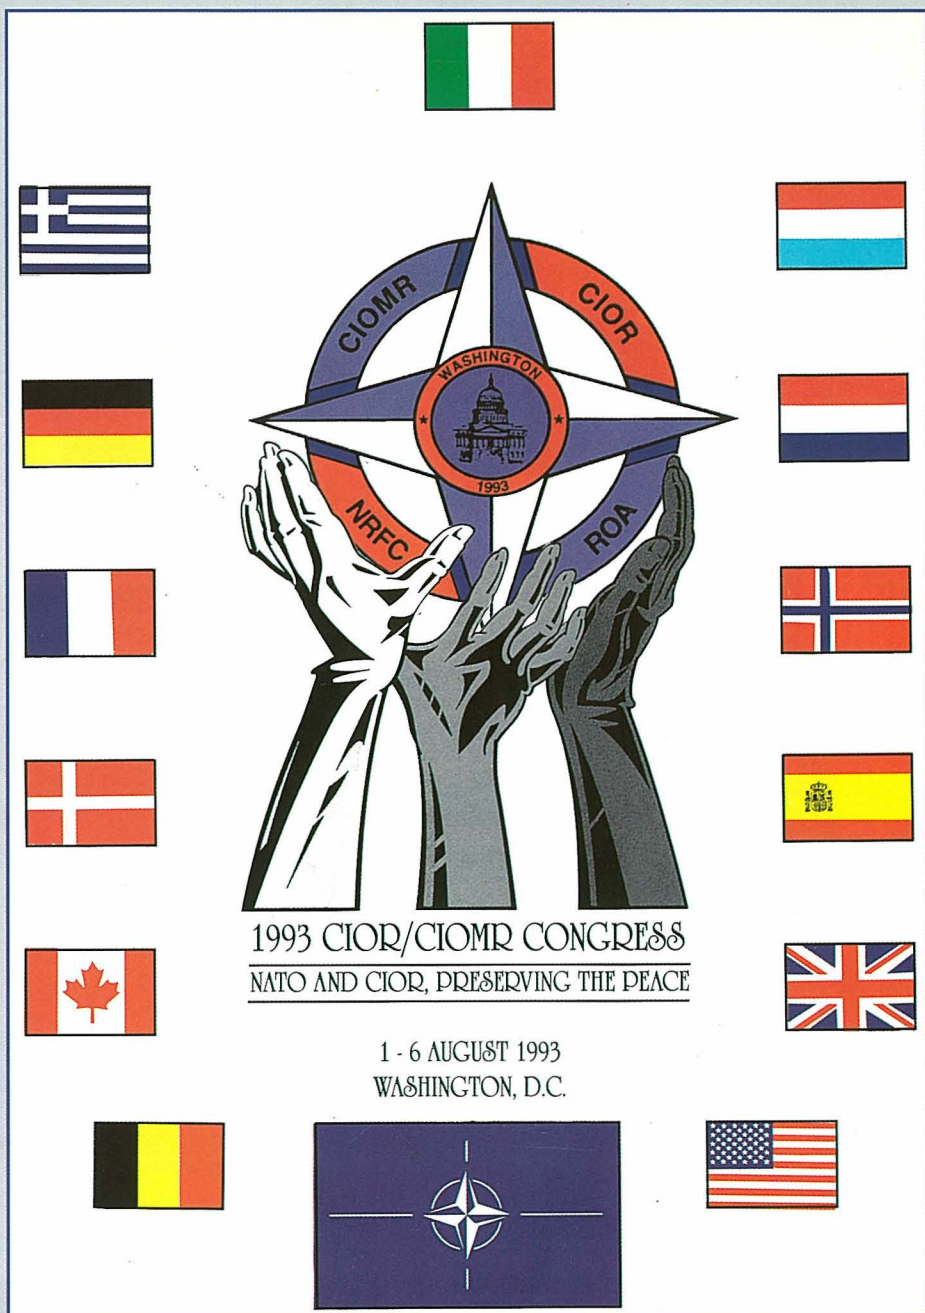 CIOMR
CIOR
WASHINGTON
1993
NRFC
ROA
1993 CIOR/CIOMR CONGRESS
NATO AND CIOR, PRESERVING THE PEACE
1 - 6 AUGUST 1993
WASHINGTON, D.C.